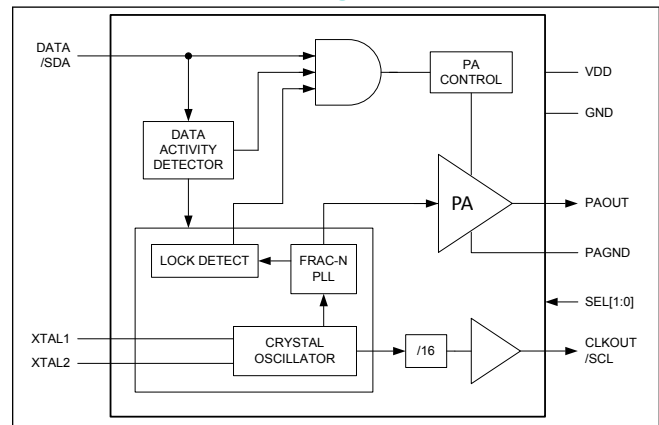 DATA
/SDA
PA
CONTROL
VDD
GND
DATA
ACTIVITY
DETECTOR
PA
PAOUT
PAGND
LOCK DETECT
FRAC-N
PLL
SEL[1:0]
XTAL1
XTAL2
CRYSTAL
OSCILLATOR
/16
CLKOUT
/SCL